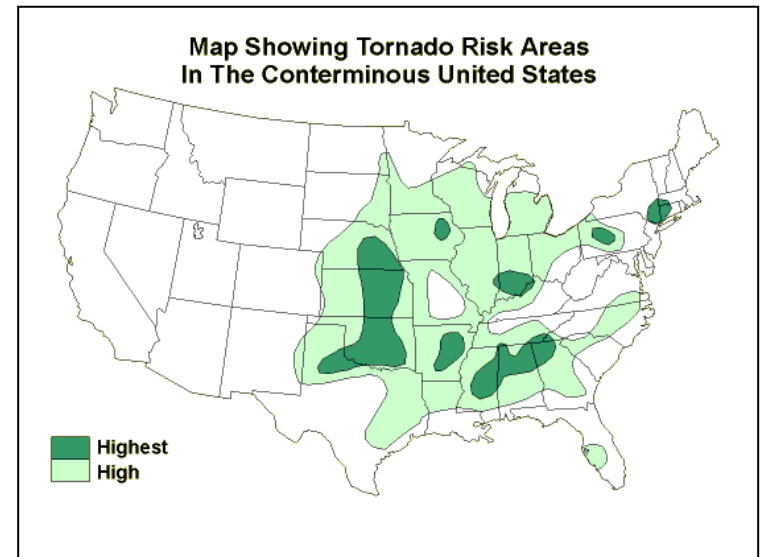 Map Showing Tornado Risk Areas
In The Conterminous United States
Highest
High